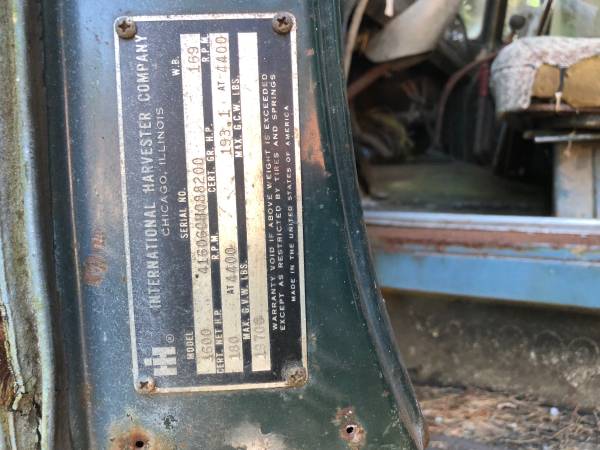 IH ®
INTERNATIONAL HARVESTER COMPANY
CHICAGO, ILLINOIS
MODEL SERIAL NO. W.B.
1600 169
CERT. NET H.P. R.P.M. CERT. GR. H.P. R.P.M.
180 AT 4400 193.1 AT 4400
MAX. G.V.W. LBS. MAX. G.C.W. LBS.
WARRANTY VOID IF ABOVE WEIGHT IS EXCEEDED
EXCEPT AS RESTRICTED BY TIRES AND SPRINGS
MADE IN THE UNITED STATES OF AMERICA